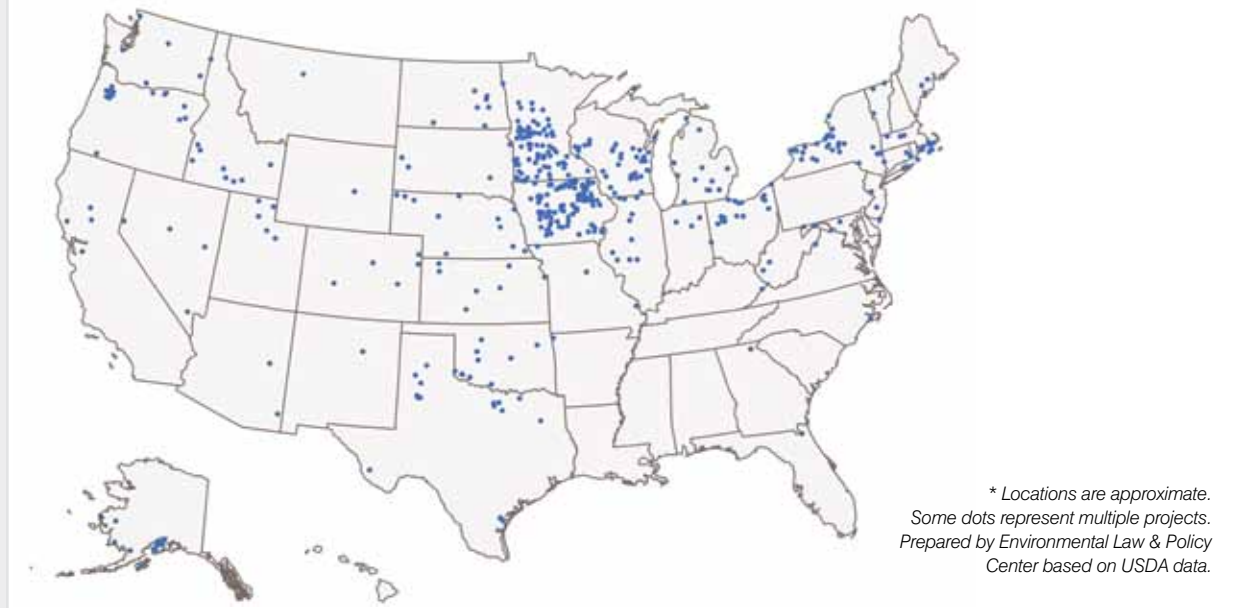 * Locations are approximate.
Some dots represent multiple projects.
Prepared by Environmental Law & Policy
Center based on USDA data.